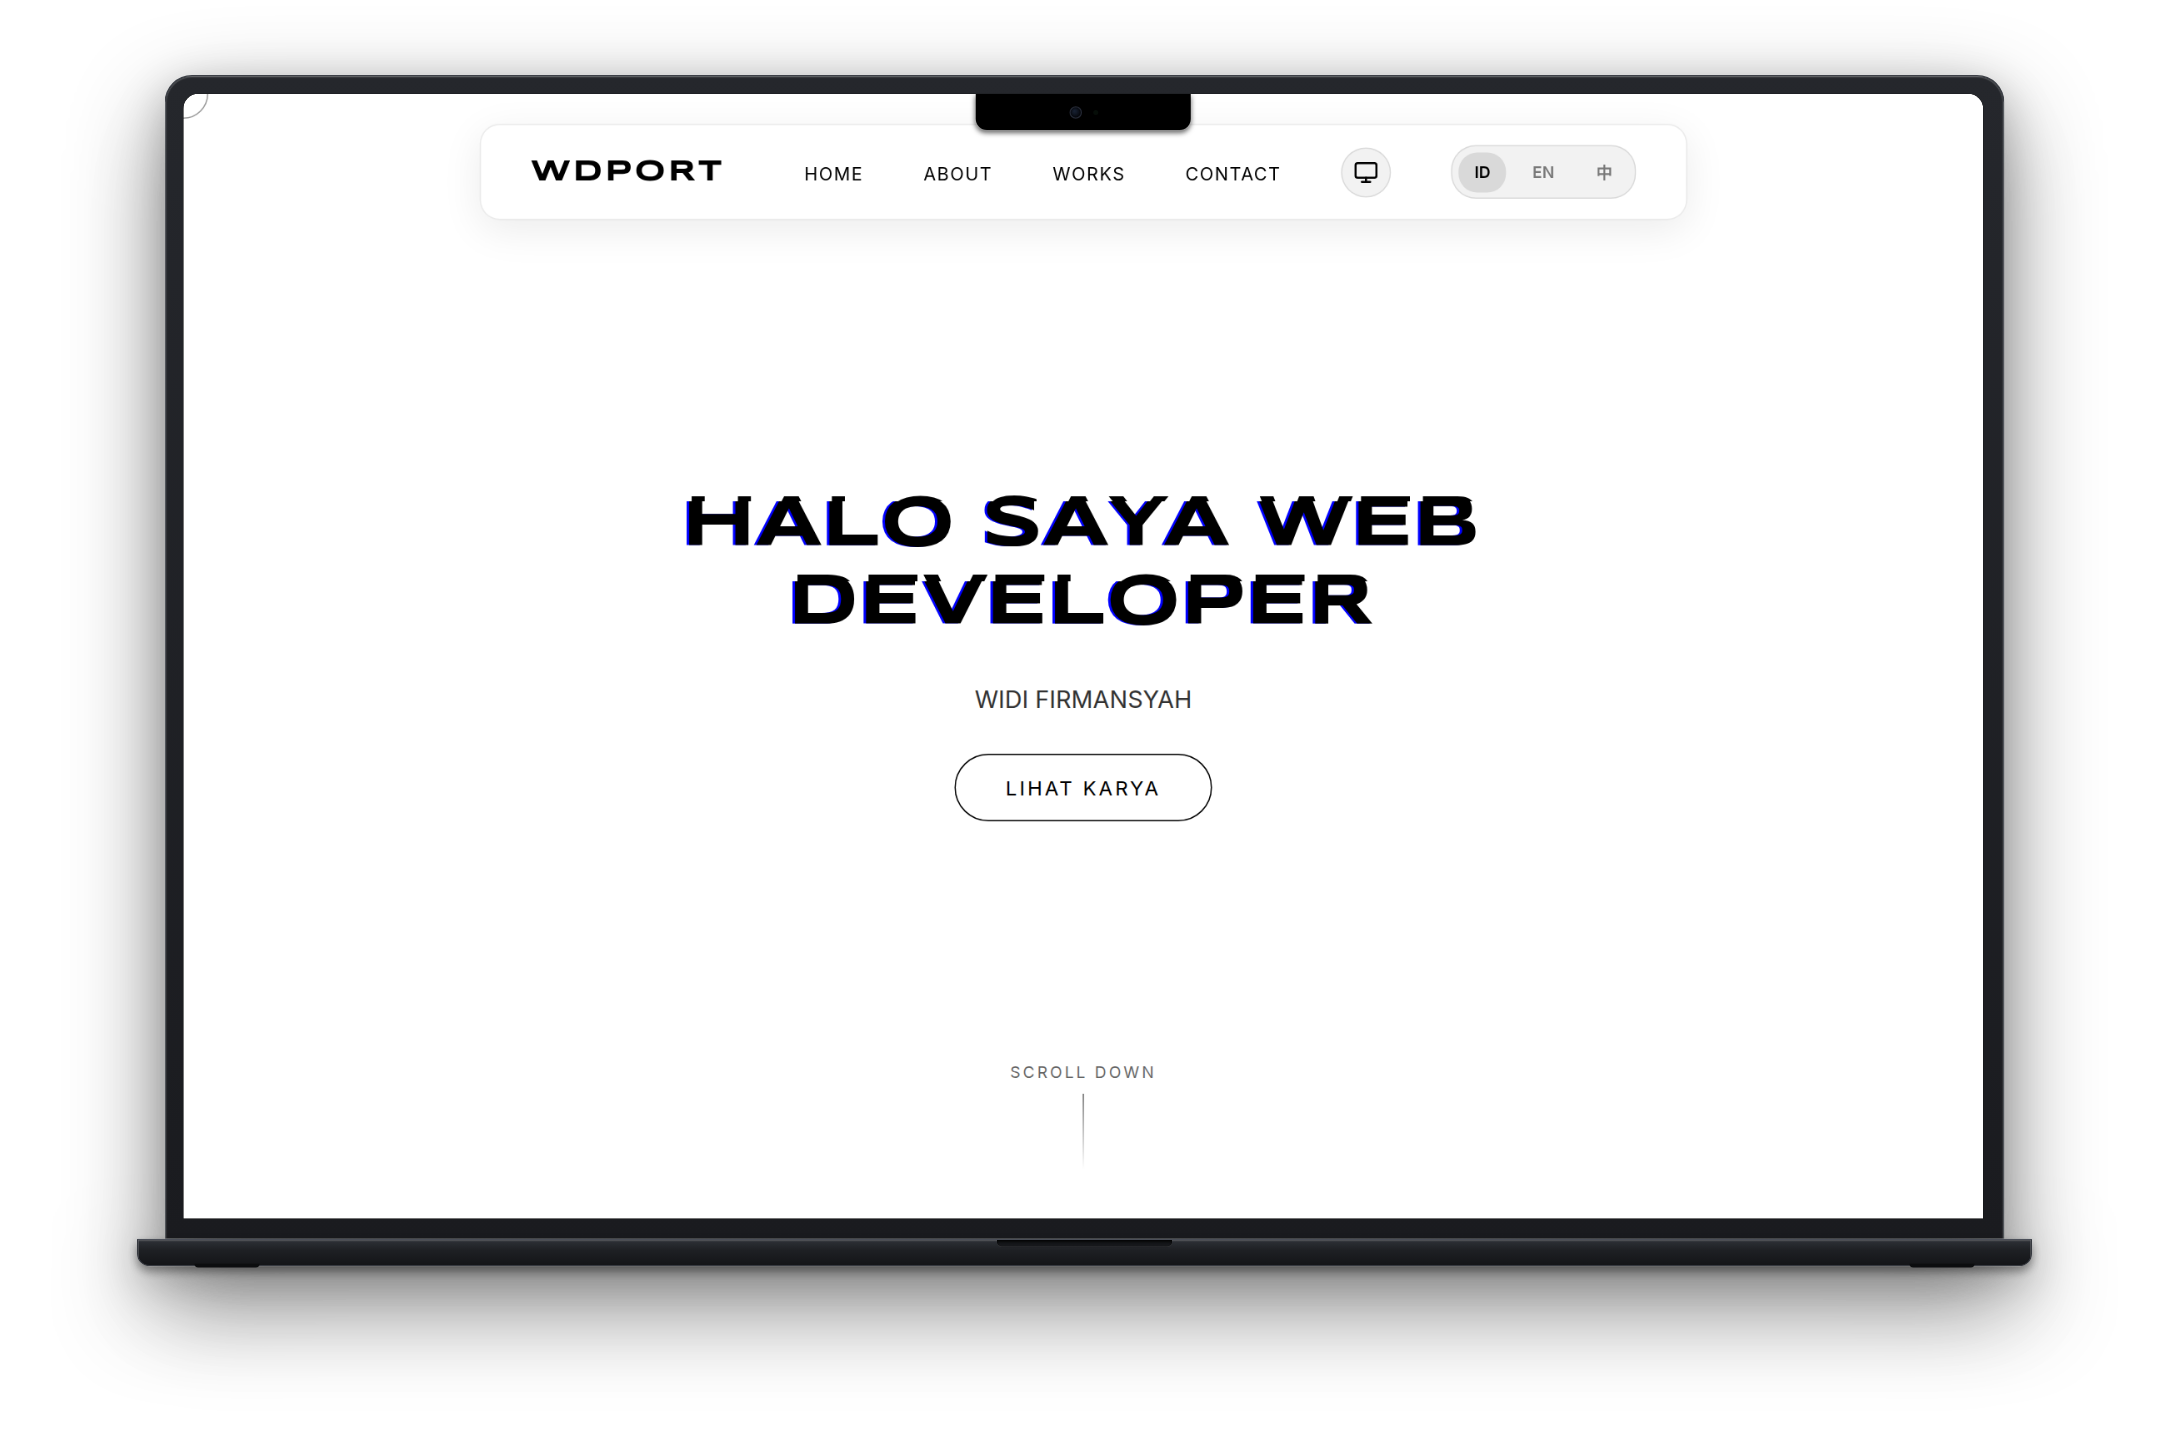 WDPORT
HOME
ABOUT
WORKS
CONTACT
ID
EN
中
HALO SAYA WEB
DEVELOPER
WIDI FIRMANSYAH
LIHAT KARYA
SCROLL DOWN